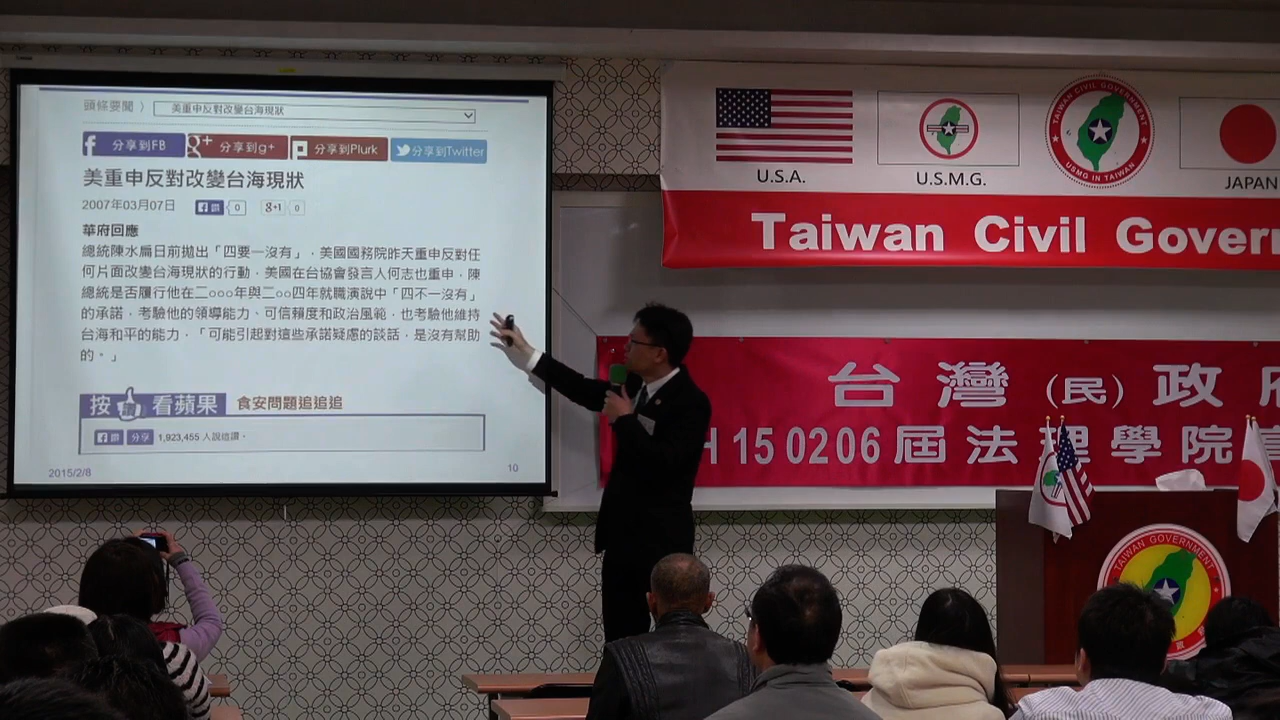 頭條要聞 〉 美重申反對改變台海現狀
分享到FB
分享到g+
分享到Plurk
分享到Twitter
美重申反對改變台海現狀
2007年03月07日 讚 0 g+1 0
華府回應
總統陳水扁日前拋出「四要一沒有」，美國國務院昨天重申反對任
何片面改變台海現狀的行動，美國在台協會發言人何志也重申，陳
總統是否履行他在二○○○年與二○○四年就職演說中「四不一沒有」
的承諾，考驗他的領導能力、可信賴度和政治風範，也考驗他維持
台海和平的能力，「可能引起對這些承諾疑慮的談話，是沒有幫助
的。」
按讚看蘋果 食安問題追追追
讚 分享 1,923,455 人說這讚。
2015/2/8 10
U.S.A.
U.S.M.G.
TAIWAN CIVIL GOVERNMENT
USMG IN TAIWAN
JAPAN
Taiwan Civil Govern
台灣(民)政府
H150206屆法理學院
TAIWAN GOVERNMENT